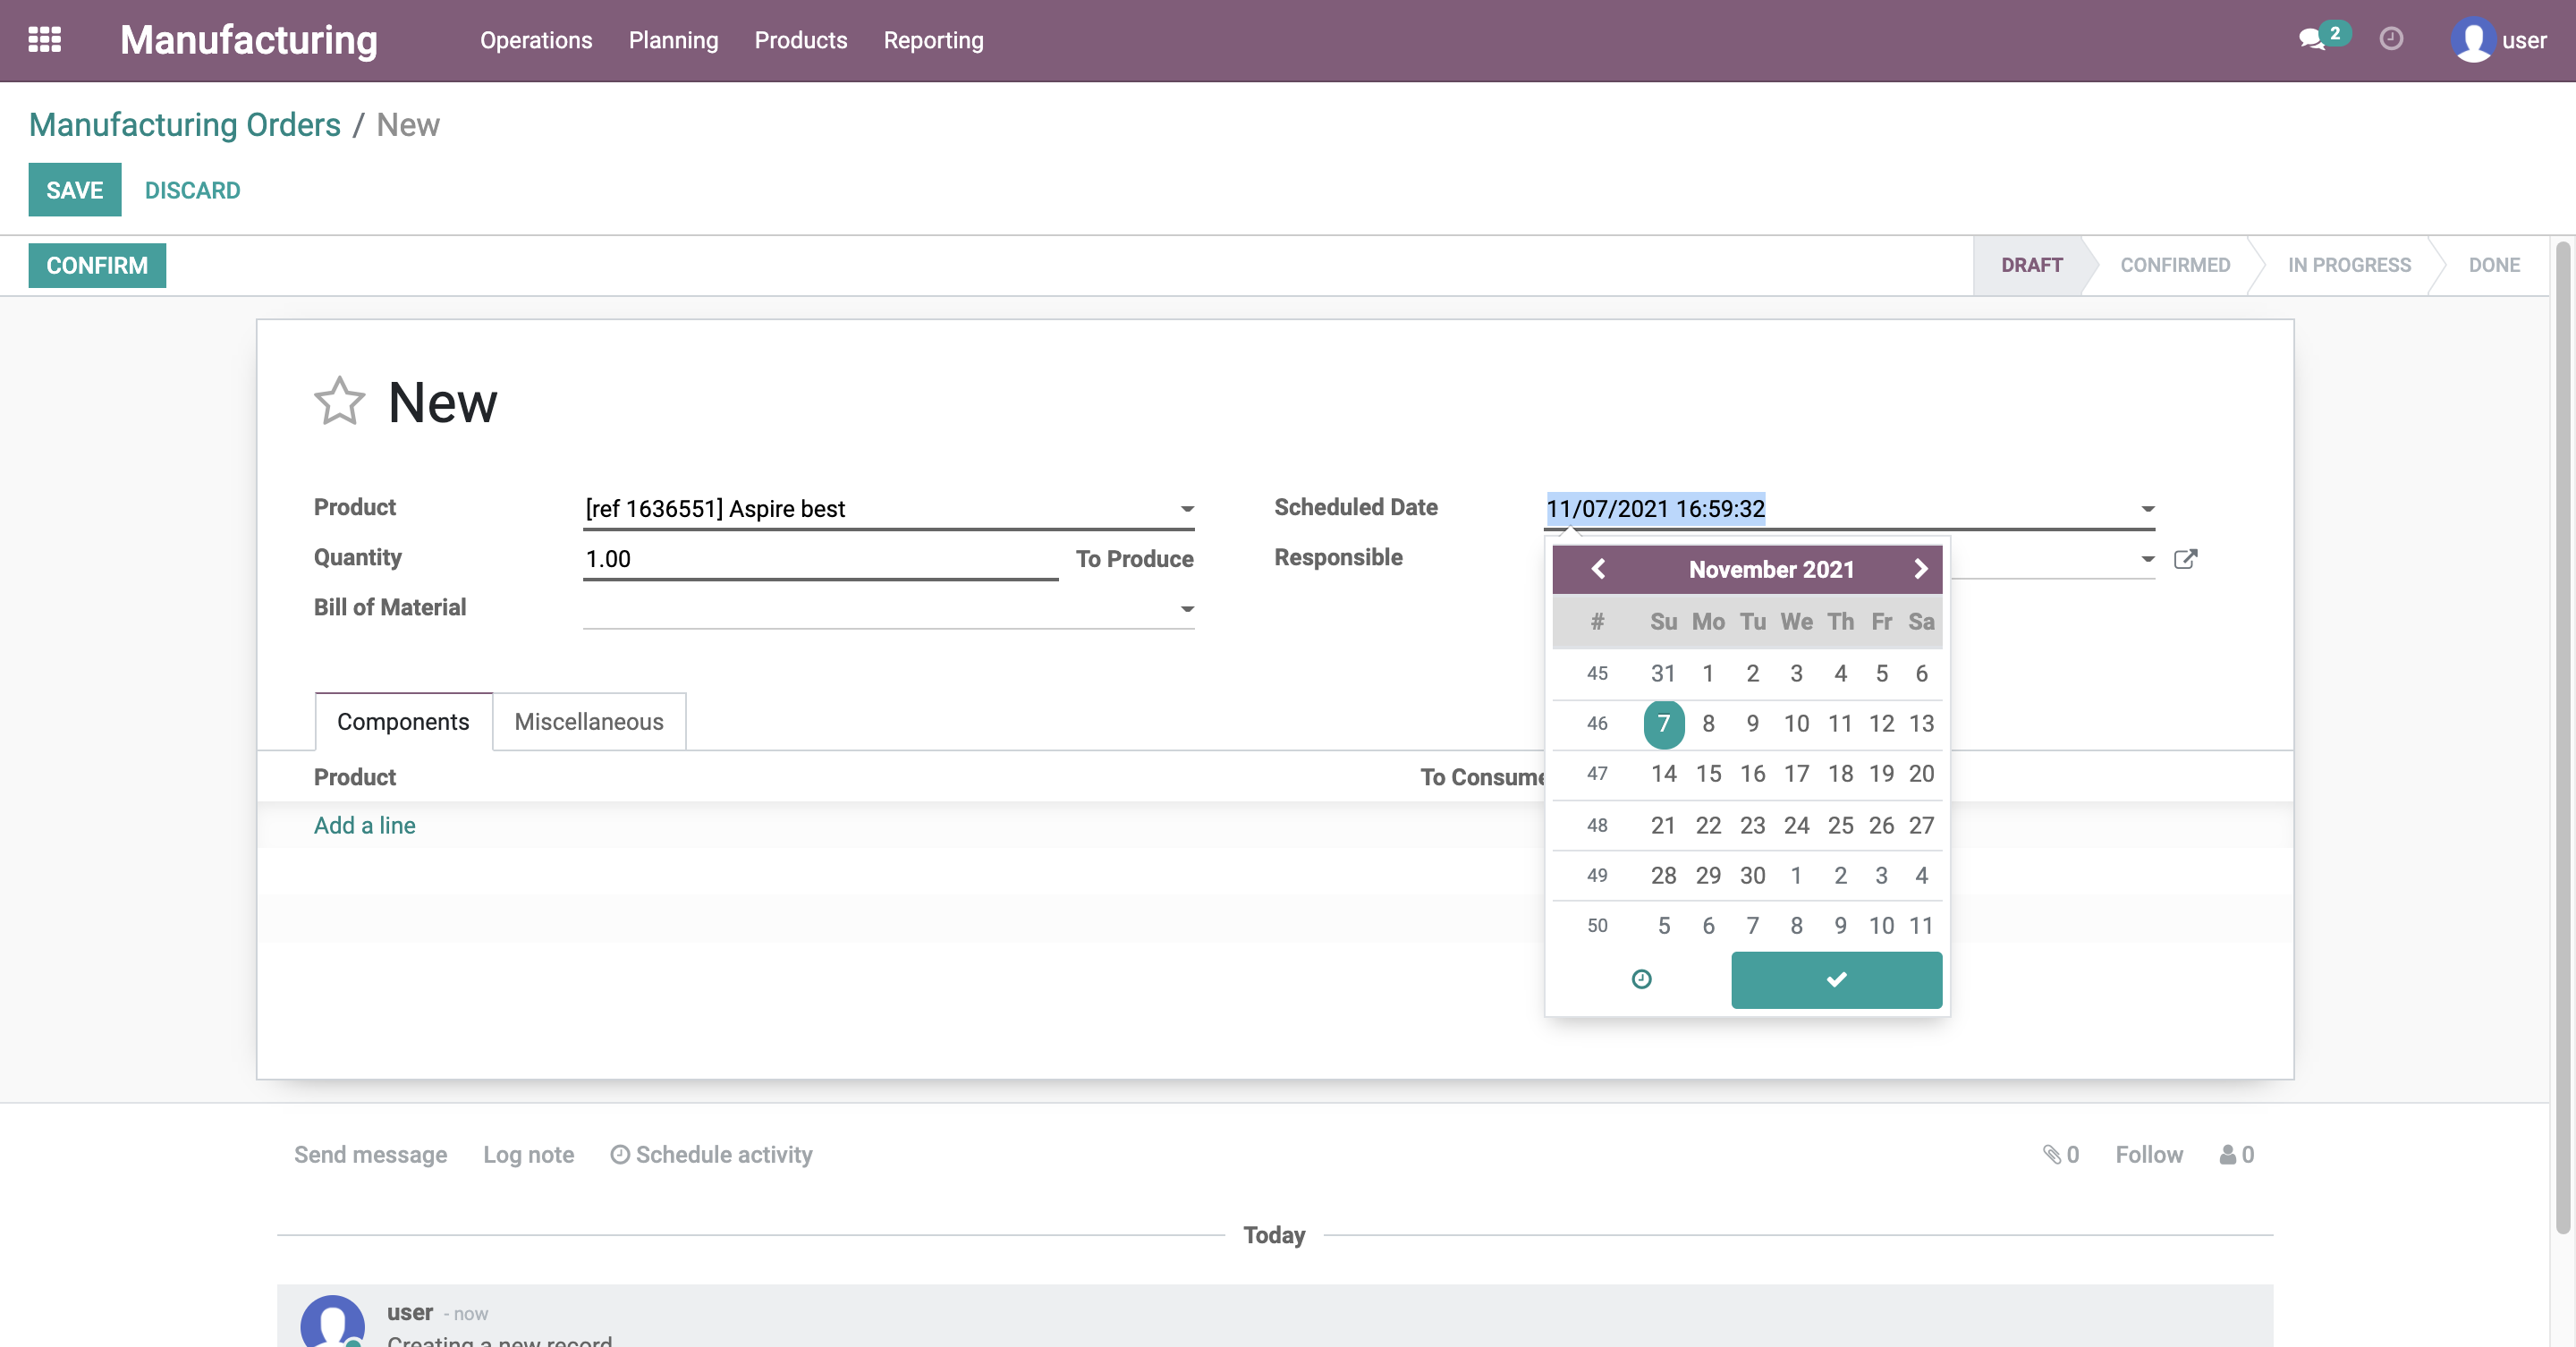 Manufacturing Operations Planning Products Reporting 2 user
Manufacturing Orders / New
SAVE DISCARD
CONFIRM DRAFT CONFIRMED IN PROGRESS DONE
New
Product [ref 1636551] Aspire best Scheduled Date 11/07/2021 16:59:32
Quantity 1.00 To Produce Responsible
Bill of Material
November 2021
# Su Mo Tu We Th Fr Sa
45 31 1 2 3 4 5 6
46 7 8 9 10 11 12 13
47 14 15 16 17 18 19 20
48 21 22 23 24 25 26 27
49 28 29 30 1 2 3 4
50 5 6 7 8 9 10 11
Components Miscellaneous
Product To Consume
Add a line
Send message Log note Schedule activity 0 Follow 0
Today
user - now
Creating a new record